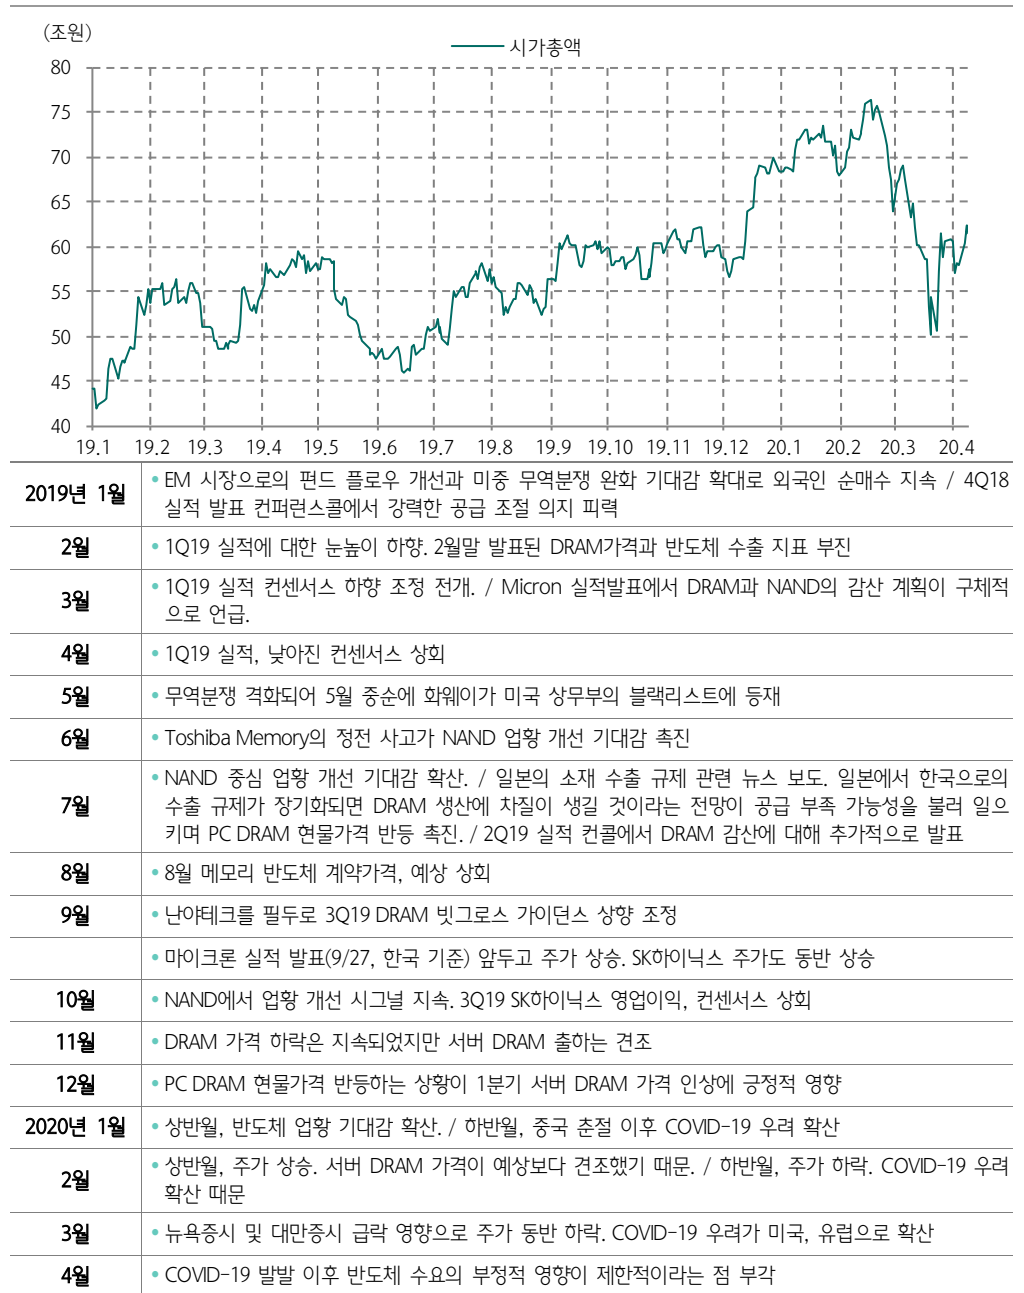 (조원)
시가총액
80
75
70
65
60
55
50
45
40
19.1 19.2 19.3 19.4 19.5 19.6 19.7 19.8 19.9 19.10 19.11 19.12 20.1 20.2 20.3 20.4
2019년 1월
• EM 시장으로의 펀드 플로우 개선과 미중 무역분쟁 완화 기대감 확대로 외국인 순매수 지속 / 4Q18
실적 발표 컨퍼런스콜에서 강력한 공급 조절 의지 피력
2월
• 1Q19 실적에 대한 눈높이 하향. 2월말 발표된 DRAM가격과 반도체 수출 지표 부진
3월
• 1Q19 실적 컨센서스 하향 조정 전개. / Micron 실적발표에서 DRAM과 NAND의 감산 계획이 구체적
으로 언급.
4월
• 1Q19 실적, 낮아진 컨센서스 상회
5월
• 무역분쟁 격화되어 5월 중순에 화웨이가 미국 상무부의 블랙리스트에 등재
6월
• Toshiba Memory의 정전 사고가 NAND 업황 개선 기대감 촉진
7월
• NAND 중심 업황 개선 기대감 확산. / 일본의 소재 수출 규제 관련 뉴스 보도. 일본에서 한국으로의
수출 규제가 장기화되면 DRAM 생산에 차질이 생길 것이라는 전망이 공급 부족 가능성을 불러 일으
키며 PC DRAM 현물가격 반등 촉진. / 2Q19 실적 컨콜에서 DRAM 감산에 대해 추가적으로 발표
8월
• 8월 메모리 반도체 계약가격, 예상 상회
9월
• 난야테크를 필두로 3Q19 DRAM 빗그로스 가이던스 상향 조정
• 마이크론 실적 발표(9/27, 한국 기준) 앞두고 주가 상승. SK하이닉스 주가도 동반 상승
10월
• NAND에서 업황 개선 시그널 지속. 3Q19 SK하이닉스 영업이익, 컨센서스 상회
11월
• DRAM 가격 하락은 지속되었지만 서버 DRAM 출하는 견조
12월
• PC DRAM 현물가격 반등하는 상황이 1분기 서버 DRAM 가격 인상에 긍정적 영향
2020년 1월
• 상반월, 반도체 업황 기대감 확산. / 하반월, 중국 춘절 이후 COVID-19 우려 확산
2월
• 상반월, 주가 상승. 서버 DRAM 가격이 예상보다 견조했기 때문. / 하반월, 주가 하락. COVID-19 우려
확산 때문
3월
• 뉴욕증시 및 대만증시 급락 영향으로 주가 동반 하락. COVID-19 우려가 미국, 유럽으로 확산
4월
• COVID-19 발발 이후 반도체 수요의 부정적 영향이 제한적이라는 점 부각